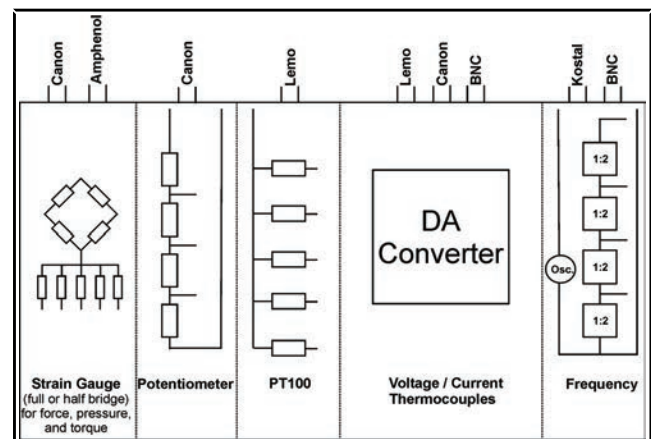 Canon
Amphenol
Canon
Lemo
Lemo
Canon
BNC
Kostal
BNC
DA
Converter
Osc.
1:2
1:2
1:2
1:2
Strain Gauge
(full or half bridge)
for force, pressure,
and torque
Potentiometer
PT100
Voltage / Current
Thermocouples
Frequency